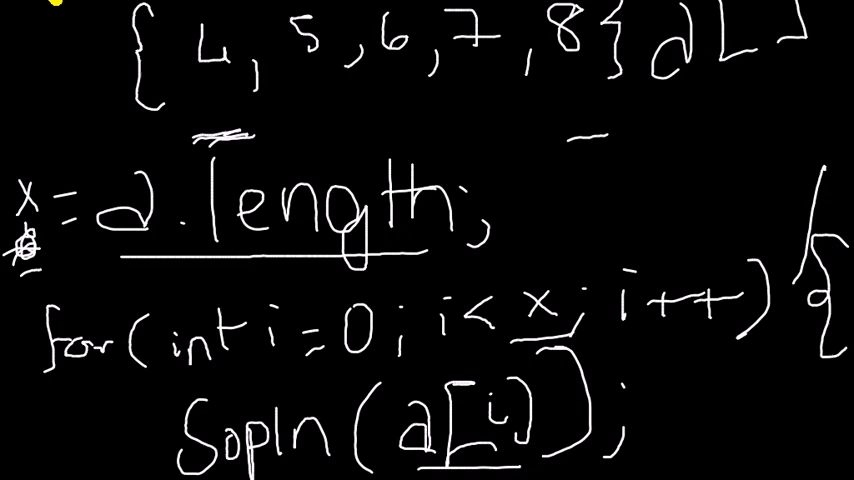 { 4, 5, 6, 7, 8 } a[ ]
x = a.length;
for(int i = 0; i < x; i++) {
Sopln(a[i]);